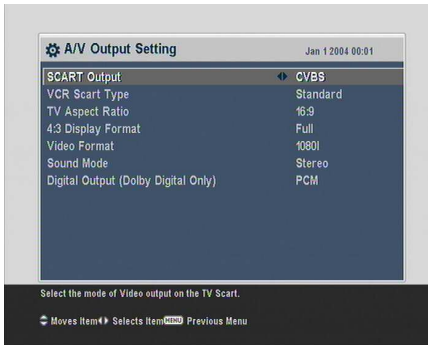 A/V Output Setting Jan 1 2004 00:01
SCART Output CVBS
VCR Scart Type Standard
TV Aspect Ratio 16:9
4:3 Display Format Full
Video Format 1080I
Sound Mode Stereo
Digital Output (Dolby Digital Only) PCM
Select the mode of Video output on the TV Scart.
Moves Item Selects Item MENU Previous Menu